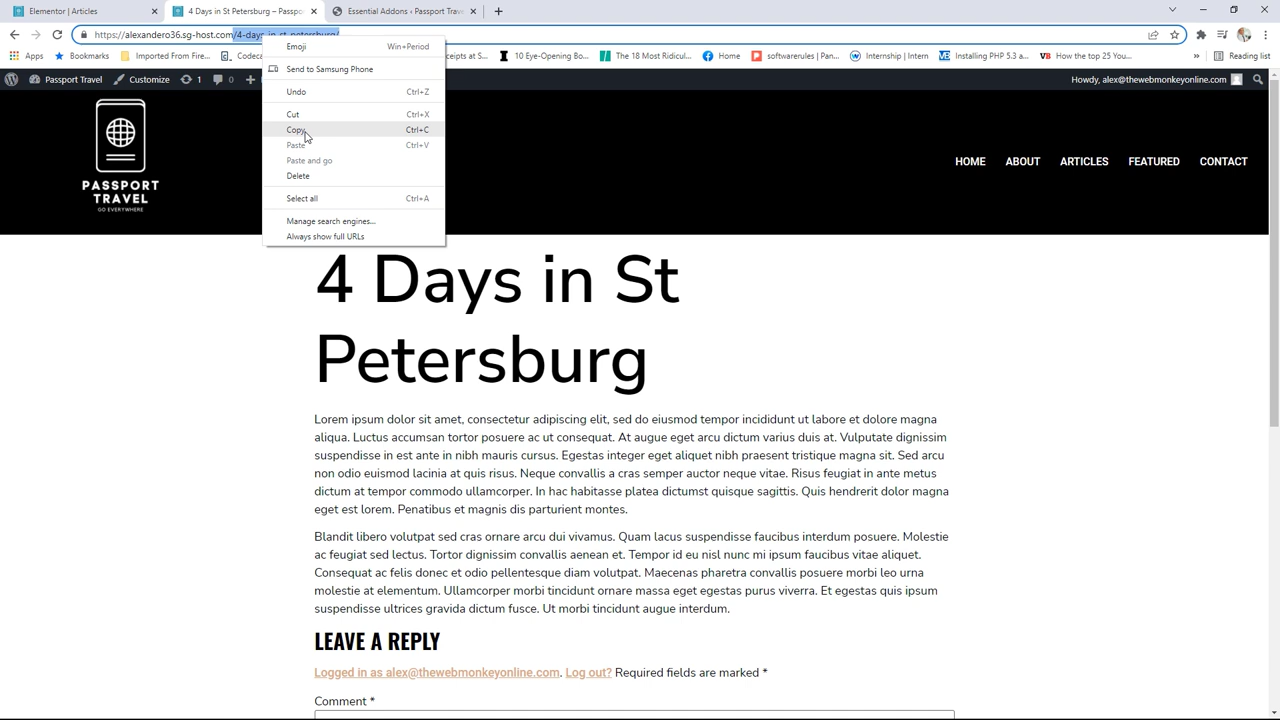 Elementor | Articles
4 Days in St Petersburg – Passpo
Essential Addons ‹ Passport Trav
https://alexandero36.sg-host.com/4-days-in-st-petersburg/
Apps
Bookmarks
Imported From Fire...
Codeca
ceipts at S...
10 Eye-Opening Bo...
The 18 Most Ridicul...
Home
softwarerules | Pan...
Internship | Intern
Installing PHP 5.3 a...
How the top 25 You...
Reading list
Passport Travel
Customize
1
0
Howdy, alex@thewebmonkeyonline.com
Emoji Win+Period
Send to Samsung Phone
Undo Ctrl+Z
Cut Ctrl+X
Copy Ctrl+C
Paste Ctrl+V
Paste and go
Delete
Select all Ctrl+A
Manage search engines...
Always show full URLs
PASSPORT
TRAVEL
GO EVERYWHERE
HOME ABOUT ARTICLES FEATURED CONTACT
4 Days in St
Petersburg
Lorem ipsum dolor sit amet, consectetur adipiscing elit, sed do eiusmod tempor incididunt ut labore et dolore magna
aliqua. Luctus accumsan tortor posuere ac ut consequat. At augue eget arcu dictum varius duis at. Vulputate dignissim
suspendisse in est ante in nibh mauris cursus. Egestas integer eget aliquet nibh praesent tristique magna sit. Sed arcu
non odio euismod lacinia at quis risus. Neque convallis a cras semper auctor neque vitae. Risus feugiat in ante metus
dictum at tempor commodo ullamcorper. In hac habitasse platea dictumst quisque sagittis. Quis hendrerit dolor magna
eget est lorem. Penatibus et magnis dis parturient montes.
Blandit libero volutpat sed cras ornare arcu dui vivamus. Quam lacus suspendisse faucibus interdum posuere. Molestie
ac feugiat sed lectus. Tortor dignissim convallis aenean et. Tempor id eu nisl nunc mi ipsum faucibus vitae aliquet.
Consequat ac felis donec et odio pellentesque diam volutpat. Maecenas pharetra convallis posuere morbi leo urna
molestie at elementum. Ullamcorper morbi tincidunt ornare massa eget egestas purus viverra. Et egestas quis ipsum
suspendisse ultrices gravida dictum fusce. Ut morbi tincidunt augue interdum.
LEAVE A REPLY
Logged in as alex@thewebmonkeyonline.com. Log out? Required fields are marked *
Comment *